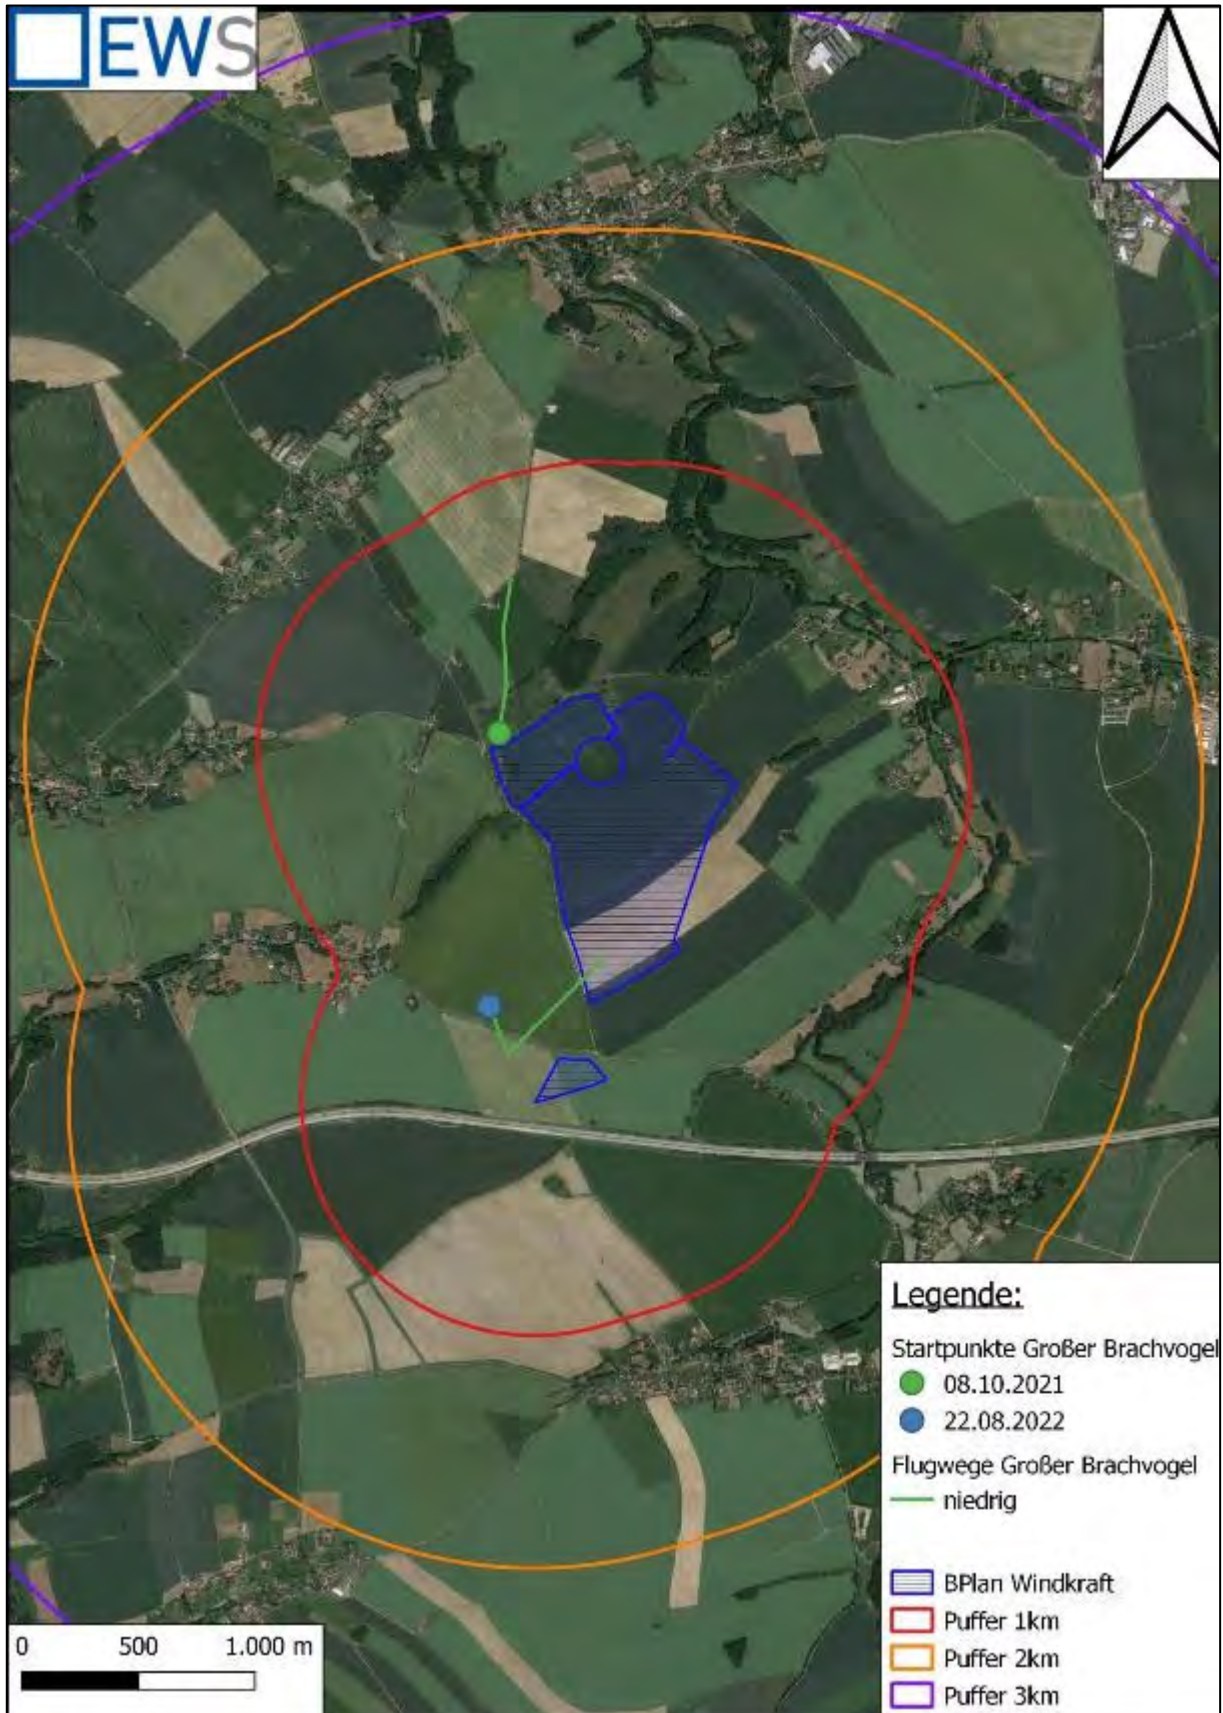 EWS
Legende:
Startpunkte Großer Brachvogel
08.10.2021
22.08.2022
Flugwege Großer Brachvogel
niedrig
BPlan Windkraft
Puffer 1km
Puffer 2km
Puffer 3km
0 500 1.000 m